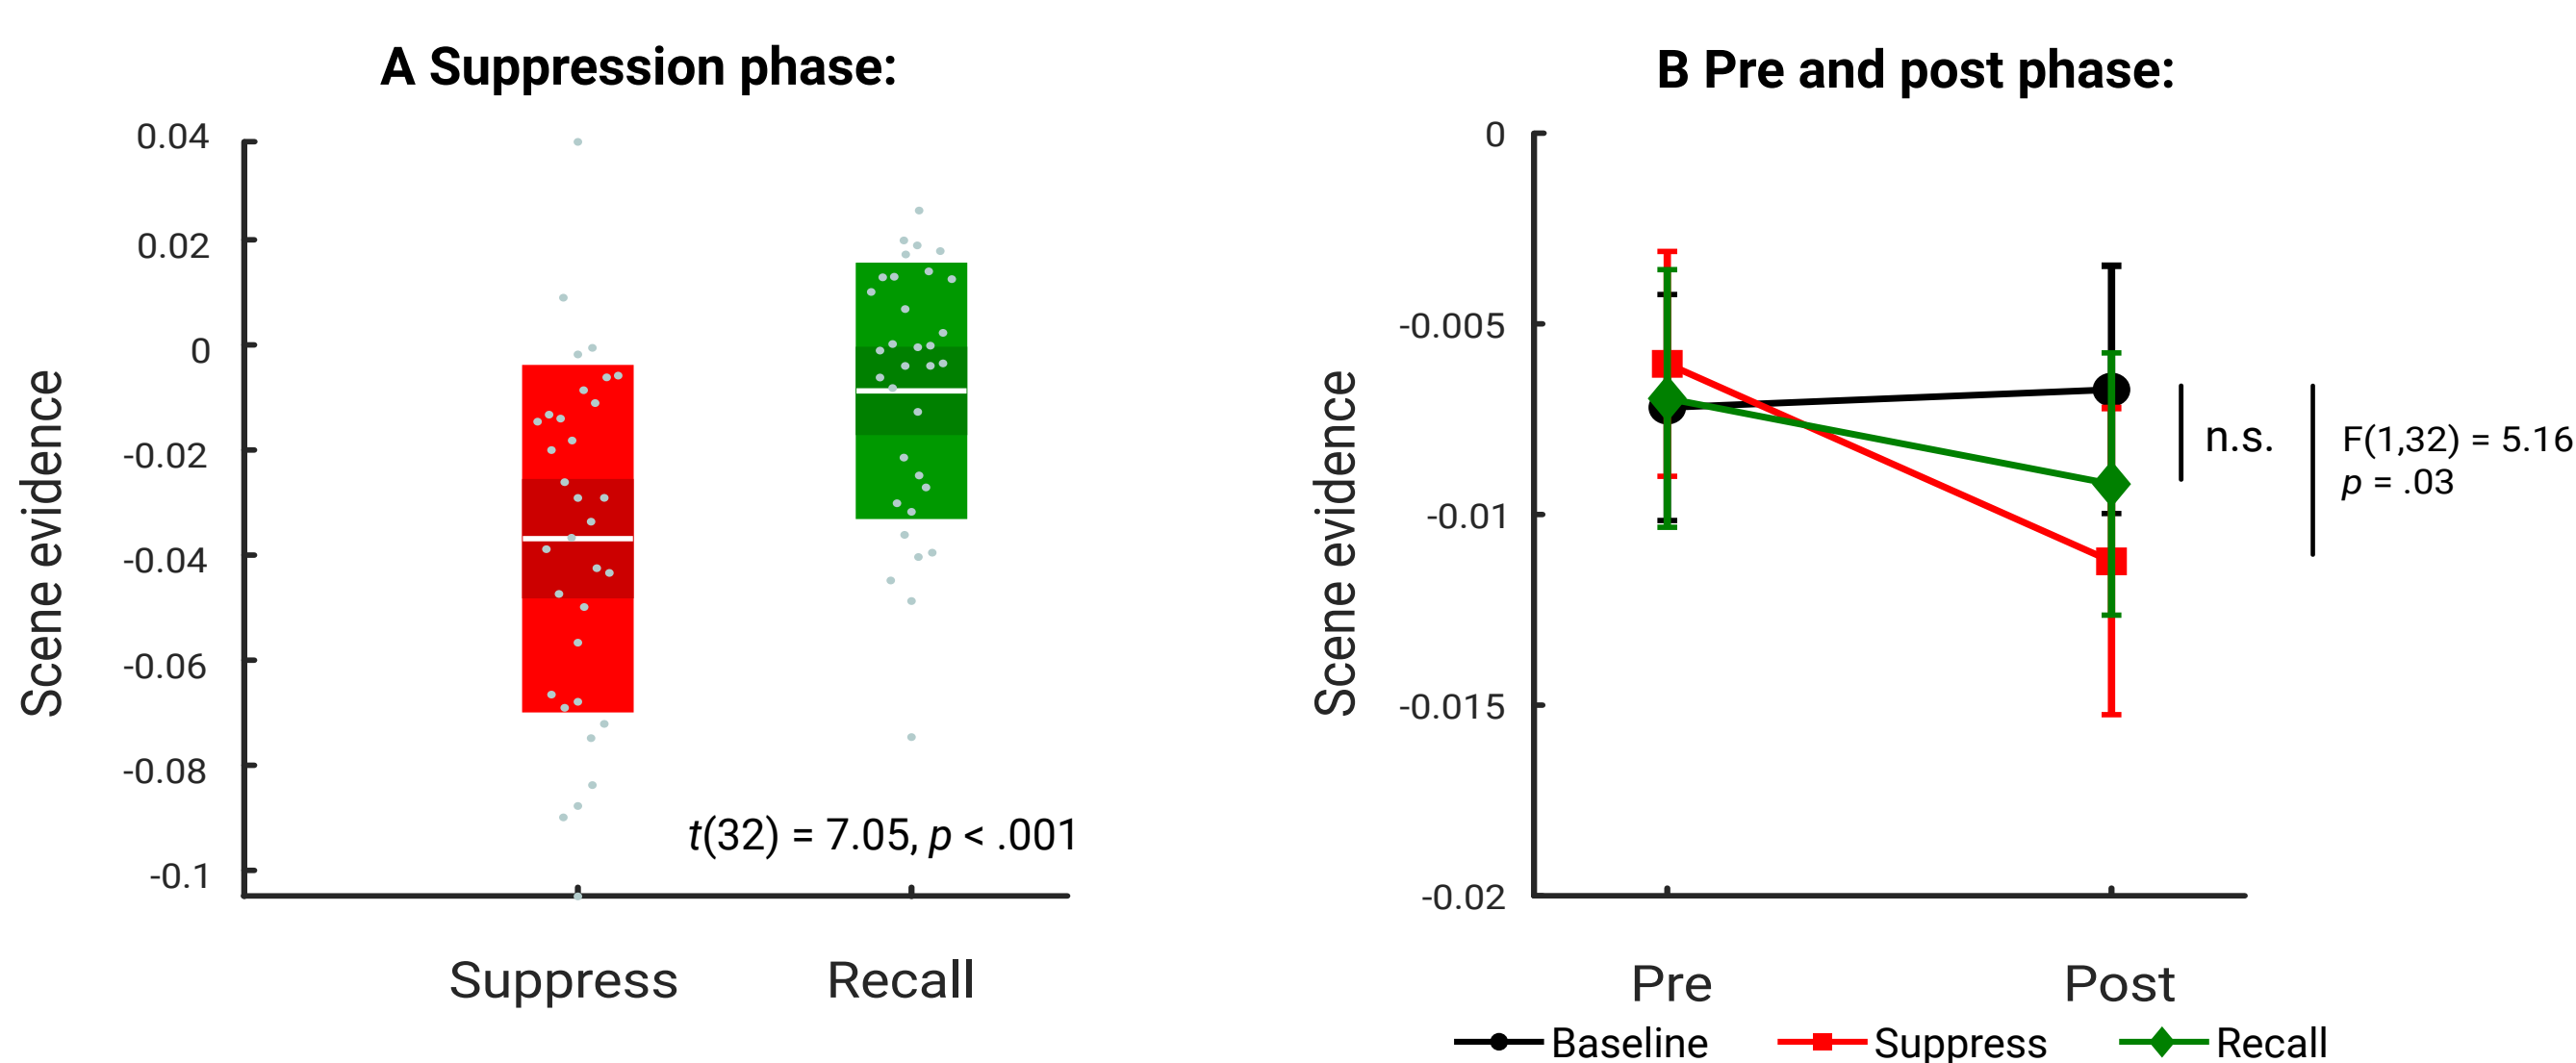 A Suppression phase:
0.04
0.02
0
-0.02
-0.04
-0.06
-0.08
-0.1
Scene evidence
t(32) = 7.05, p < .001
Suppress
Recall
B Pre and post phase:
0
-0.005
-0.01
-0.015
-0.02
Scene evidence
n.s.
F(1,32) = 5.16
p = .03
Pre
Post
Baseline
Suppress
Recall